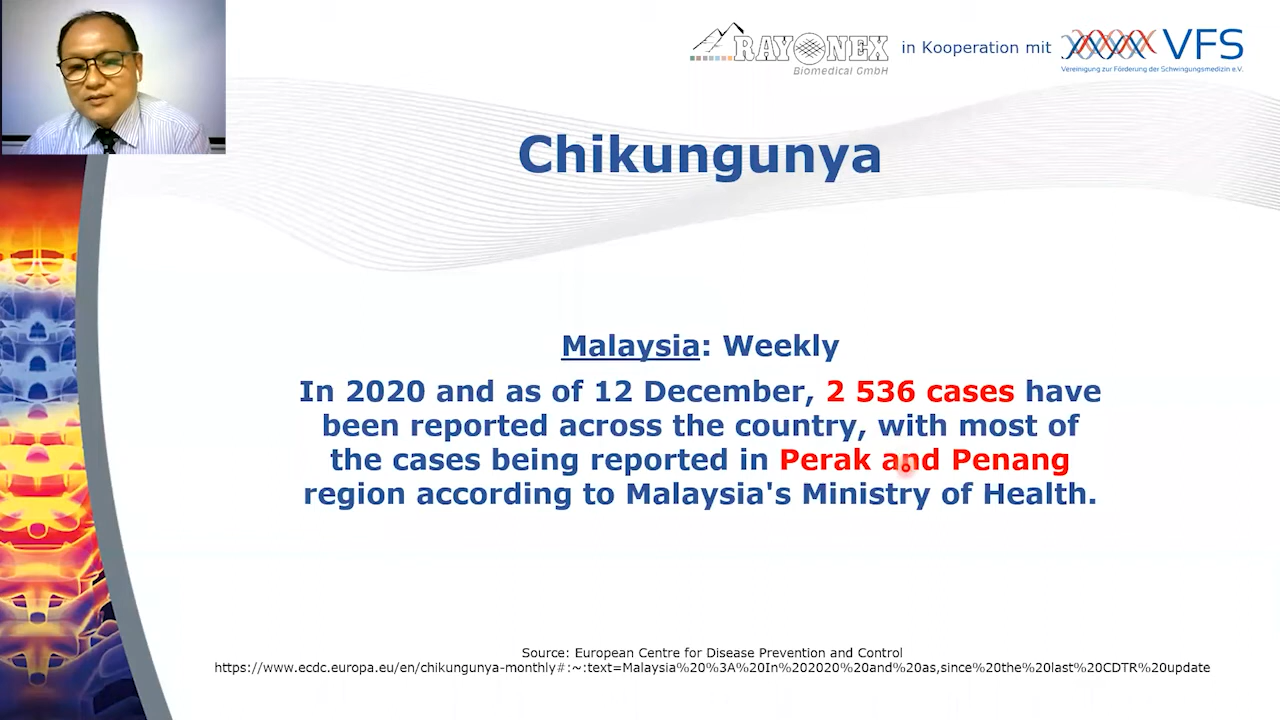 RAYONEX
Biomedical GmbH
in Kooperation mit
VFS
Vereinigung zur Förderung der Schwingungsmedizin e.V.
Chikungunya
Malaysia: Weekly
In 2020 and as of 12 December, 2 536 cases have
been reported across the country, with most of
the cases being reported in Perak and Penang
region according to Malaysia's Ministry of Health.
Source: European Centre for Disease Prevention and Control
https://www.ecdc.europa.eu/en/chikungunya-monthly#:~:text=Malaysia%20%3A%20In%202020%20and%20as,since%20the%20last%20CDTR%20update